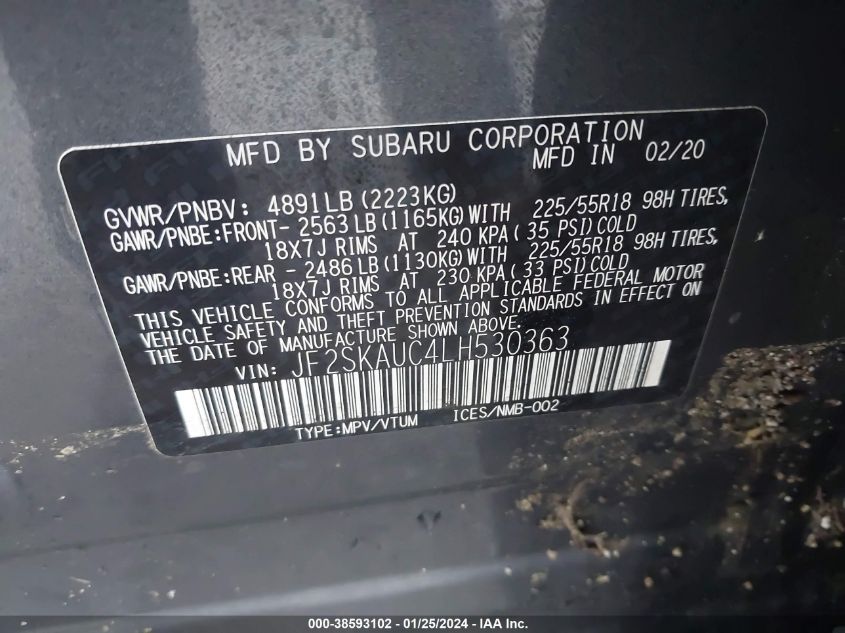 MFD BY SUBARU CORPORATION
MFD IN 02/20
GVWR/PNBV: 4891LB (2223KG)
GAWR/PNBE:FRONT- 2563LB (1165KG)WITH 225/55R18 98H TIRES,
18X7J RIMS AT 240 KPA( 35 PSI) COLD
GAWR/PNBE:REAR - 2486LB (1130KG)WITH 225/55R18 98H TIRES,
18X7J RIMS AT 230 KPA( 33 PSI)COLD
THIS VEHICLE CONFORMS TO ALL APPLICABLE FEDERAL MOTOR
VEHICLE SAFETY AND THEFT PREVENTION STANDARDS IN EFFECT ON
THE DATE OF MANUFACTURE SHOWN ABOVE.
VIN: JF2SKAUC4LH530363
TYPE:MPV/VTUM ICES/NMB-002
000-38593102 — 01/25/2024 — IAA Inc.